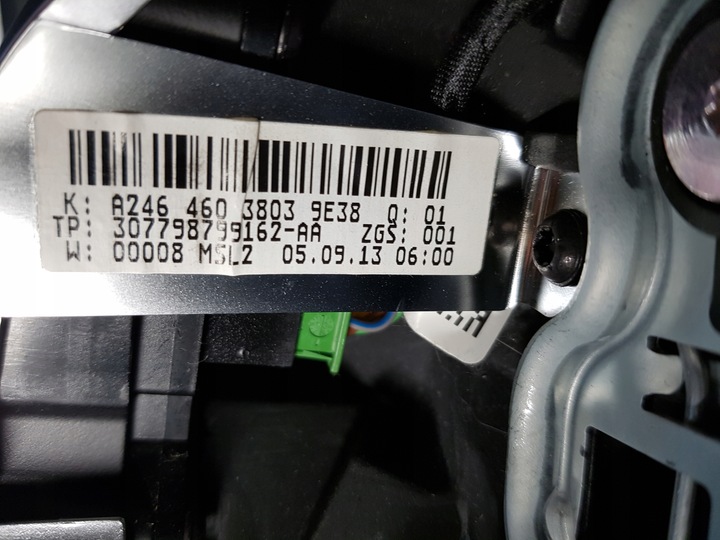 K: A246 460 3803 9E38 Q: 01
TP: 307798799162-AA ZGS: 001
W: 00008 MSL2 05.09.13 06:00